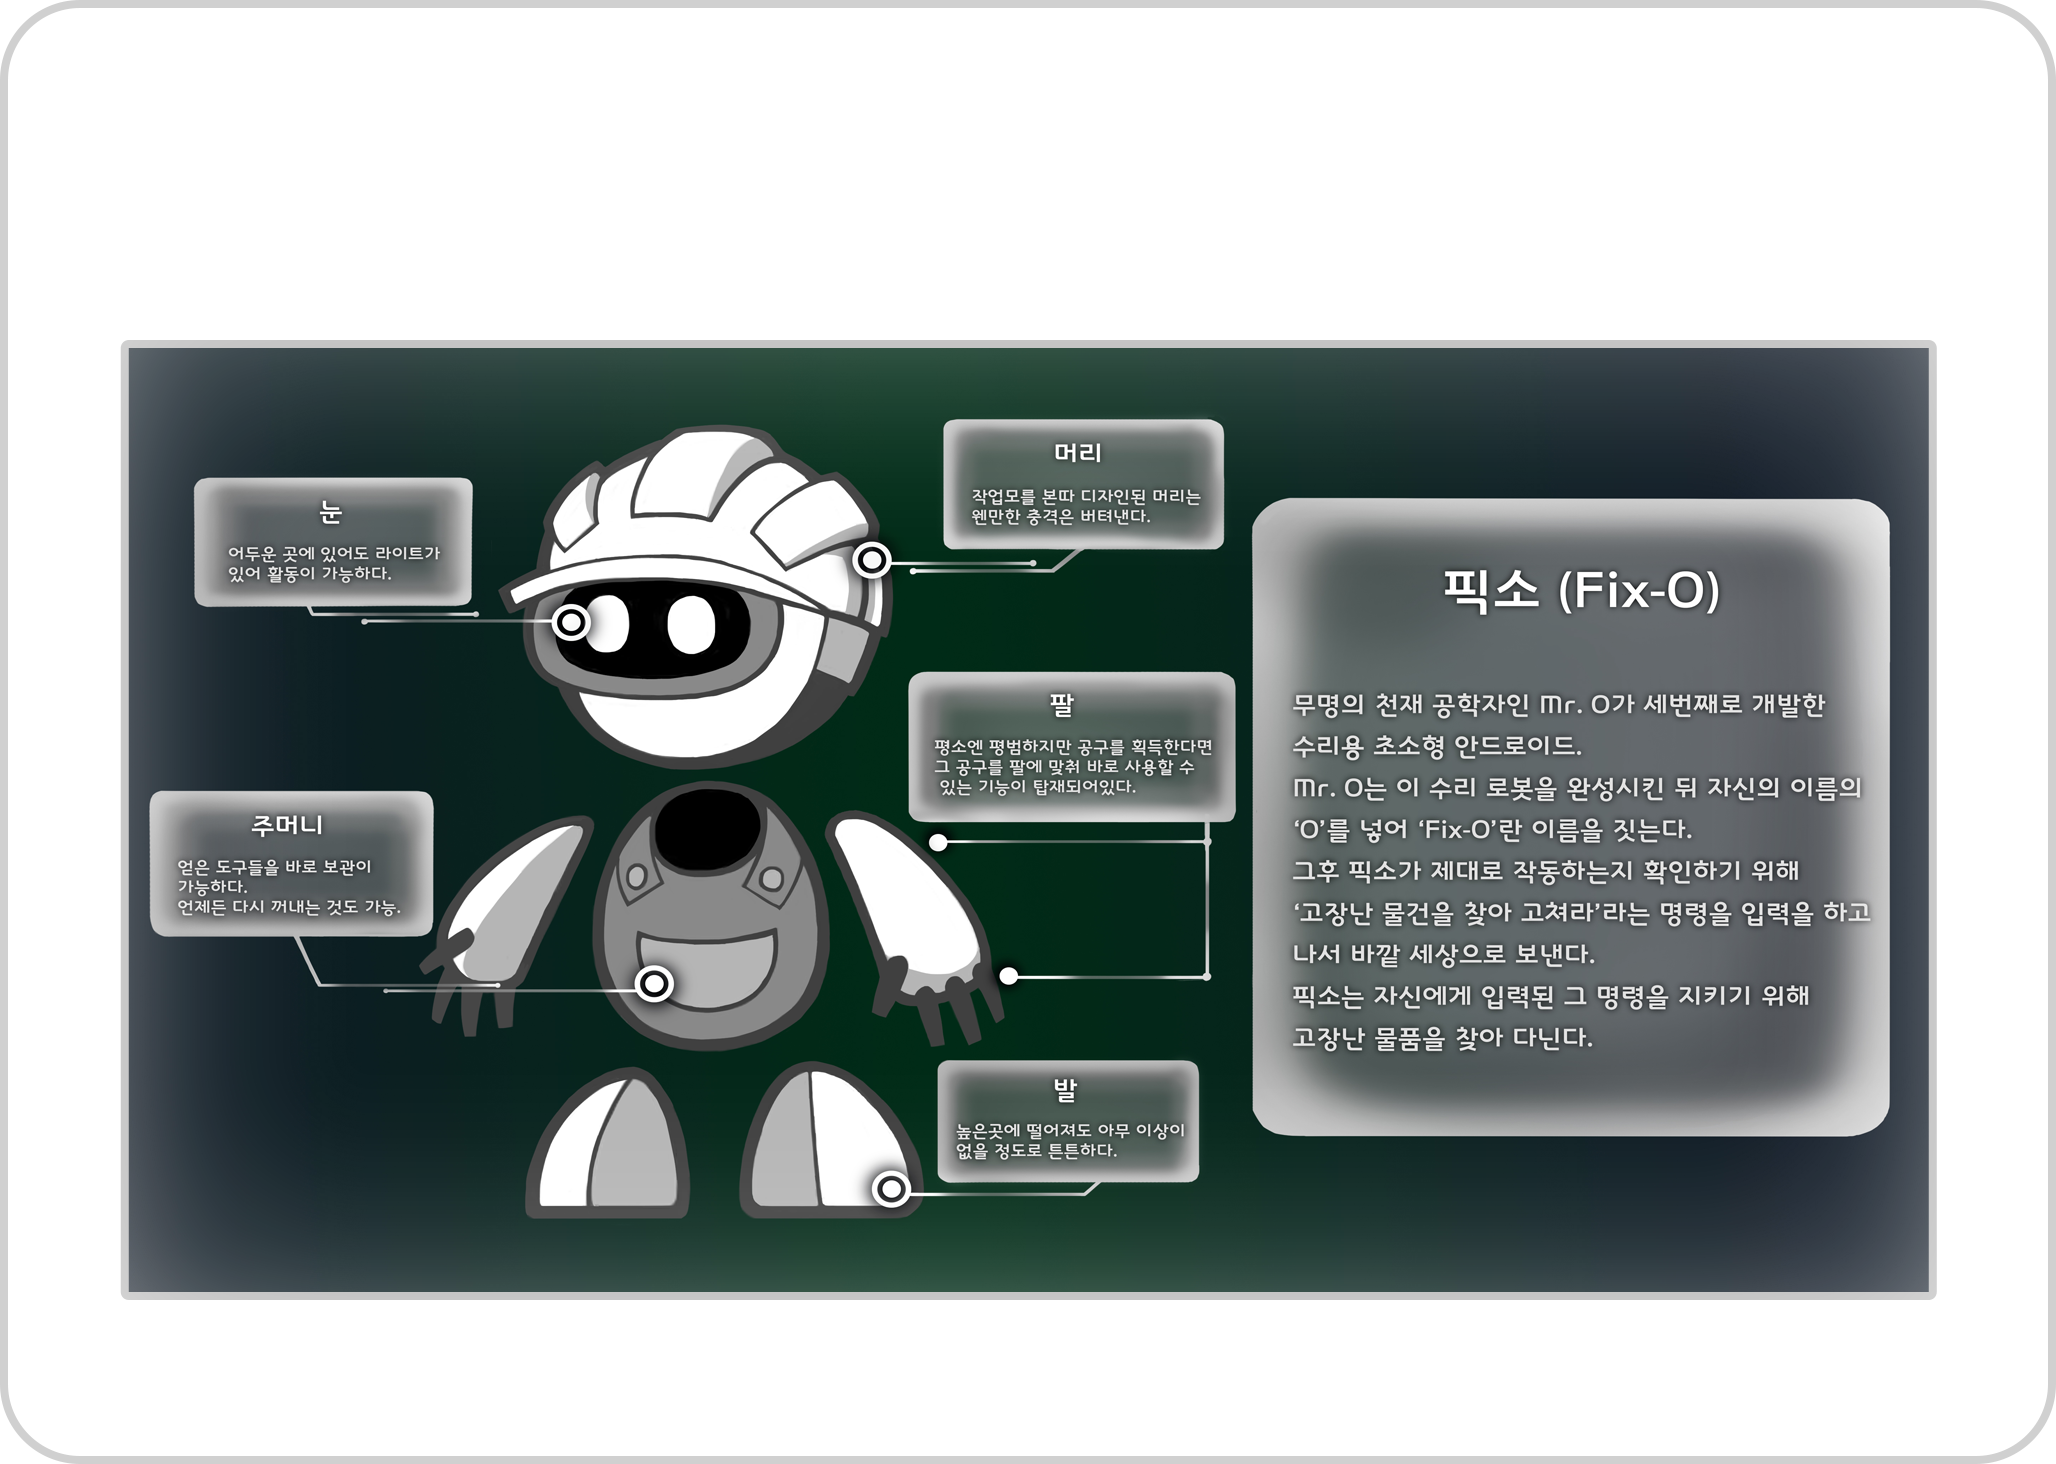 눈
어두운 곳에 있어도 라이트가
있어 활동이 가능하다.
머리
작업모를 본따 디자인된 머리는
웬만한 충격은 버텨낸다.
주머니
얻은 도구들을 바로 보관이
가능하다.
언제든 다시 꺼내는 것도 가능.
팔
평소엔 평범하지만 공구를 획득한다면
그 공구를 팔에 맞춰 바로 사용할 수
있는 기능이 탑재되어있다.
발
높은곳에 떨어져도 아무 이상이
없을 정도로 튼튼하다.
픽소 (Fix-O)
무명의 천재 공학자인 Mr. O가 세번째로 개발한
수리용 초소형 안드로이드.
Mr. O는 이 수리 로봇을 완성시킨 뒤 자신의 이름의
‘O’를 넣어 ‘Fix-O’란 이름을 짓는다.
그후 픽소가 제대로 작동하는지 확인하기 위해
‘고장난 물건을 찾아 고쳐라’라는 명령을 입력을 하고
나서 바깥 세상으로 보낸다.
픽소는 자신에게 입력된 그 명령을 지키기 위해
고장난 물품을 찾아 다닌다.